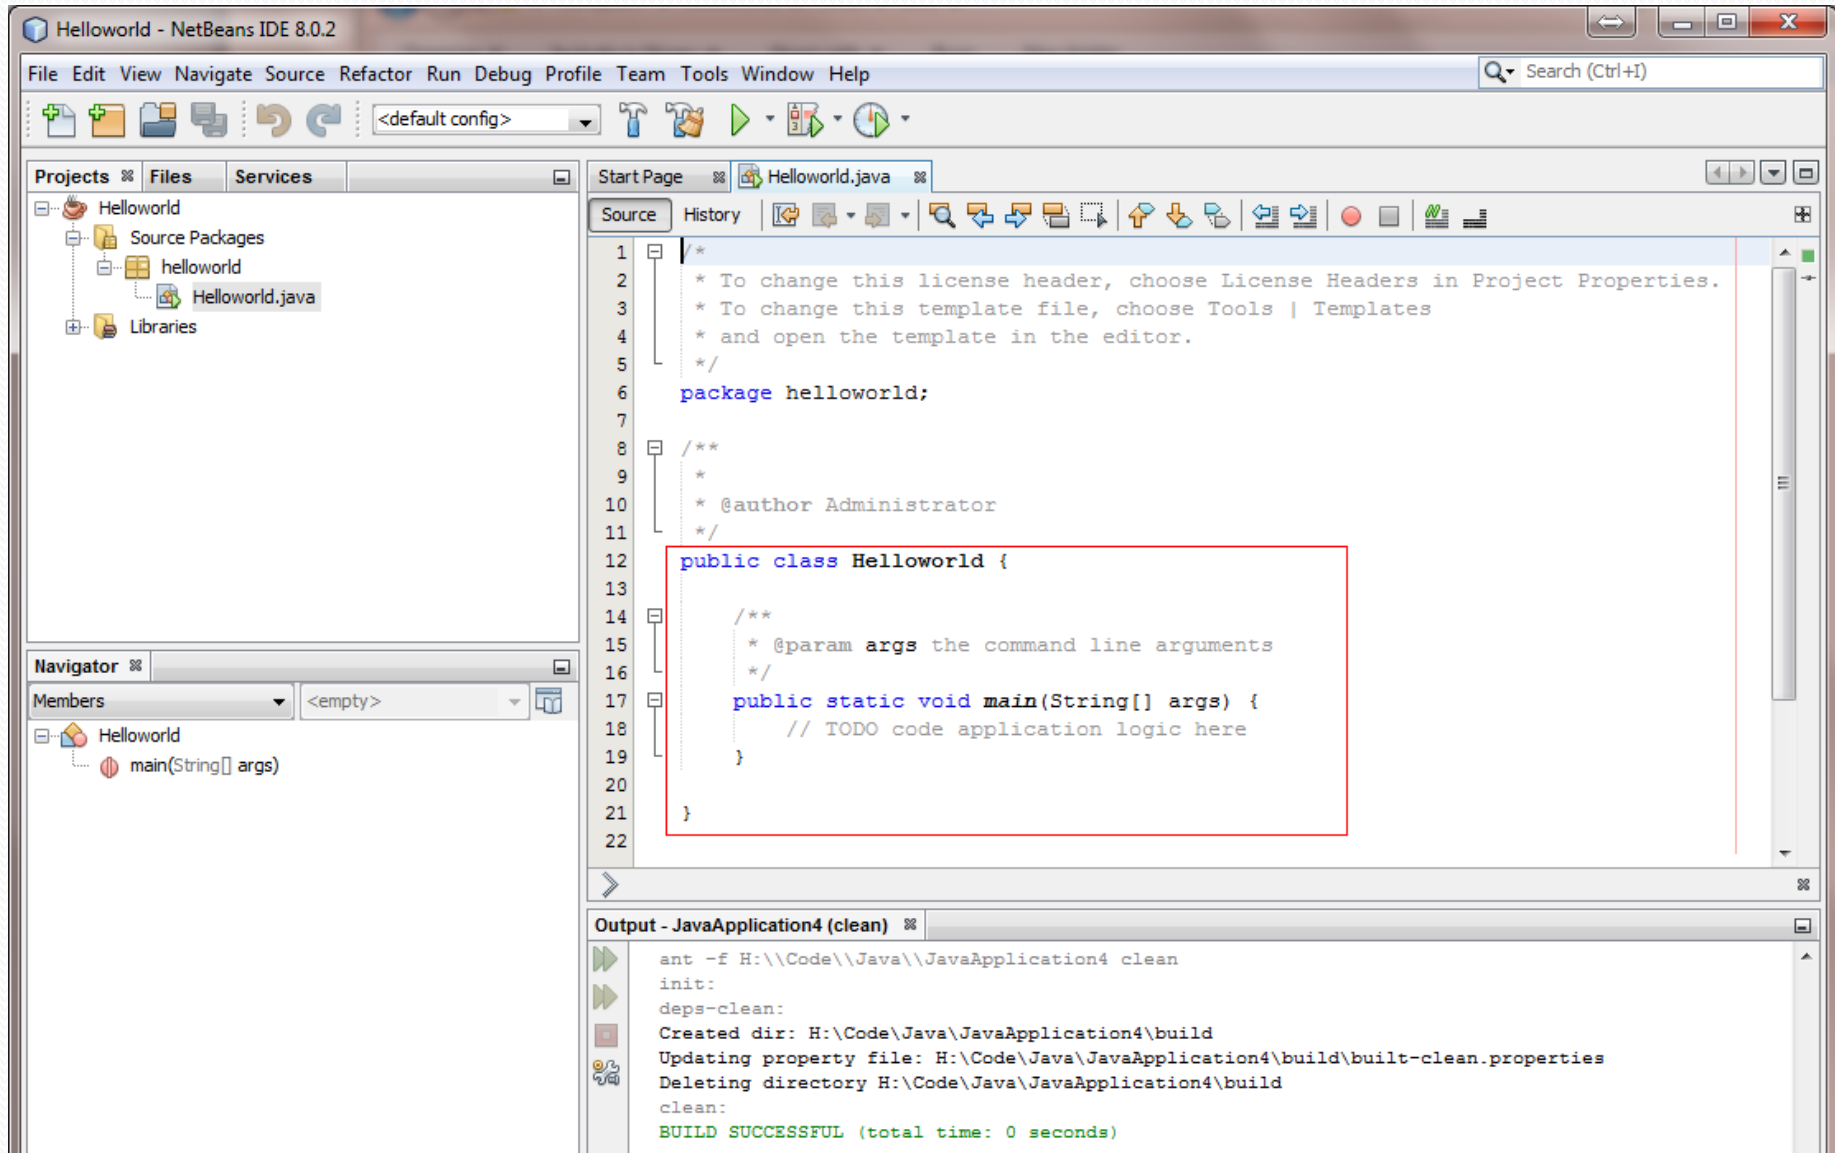 Helloworld - NetBeans IDE 8.0.2
File Edit View Navigate Source Refactor Run Debug Profile Team Tools Window Help
Search (Ctrl+I)
<default config>
Projects Files Services
Helloworld
Source Packages
helloworld
Helloworld.java
Libraries
Navigator
Members <empty>
Helloworld
main(String[] args)
Start Page Helloworld.java
Source History
1 /*
2 * To change this license header, choose License Headers in Project Properties.
3 * To change this template file, choose Tools | Templates
4 * and open the template in the editor.
5 */
6 package helloworld;
7
8 /**
9 *
10 * @author Administrator
11 */
12 public class Helloworld {
13
14 /**
15 * @param args the command line arguments
16 */
17 public static void main(String[] args) {
18 // TODO code application logic here
19 }
20
21 }
22
Output - JavaApplication4 (clean)
ant -f H:\\Code\\Java\\JavaApplication4 clean
init:
deps-clean:
Created dir: H:\Code\Java\JavaApplication4\build
Updating property file: H:\Code\Java\JavaApplication4\build\built-clean.properties
Deleting directory H:\Code\Java\JavaApplication4\build
clean:
BUILD SUCCESSFUL (total time: 0 seconds)